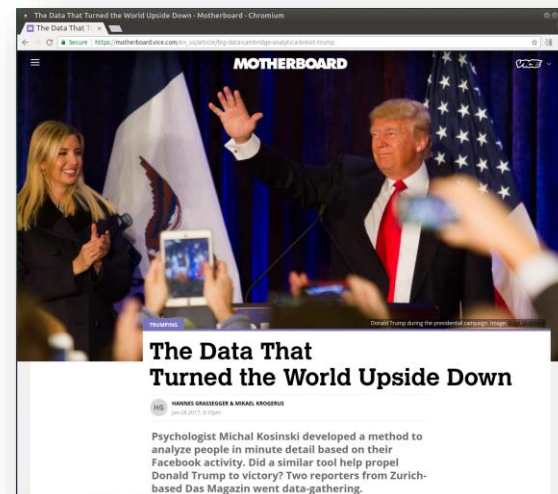 The Data That Turned the World Upside Down - Motherboard - Chromium
The Data That T
Secure https://motherboard.vice.com/en_us/article/big-data-cambridge-analytica-brexit-trump
MOTHERBOARD
VICE
TRUMPING
Donald Trump during the presidential campaign. Image:
The Data That
Turned the World Upside Down
HG
HANNES GRASSEGGER & MIKAEL KROGERUS
Jan 28 2017, 3:15pm
Psychologist Michal Kosinski developed a method to
analyze people in minute detail based on their
Facebook activity. Did a similar tool help propel
Donald Trump to victory? Two reporters from Zurich-
based Das Magazin went data-gathering.